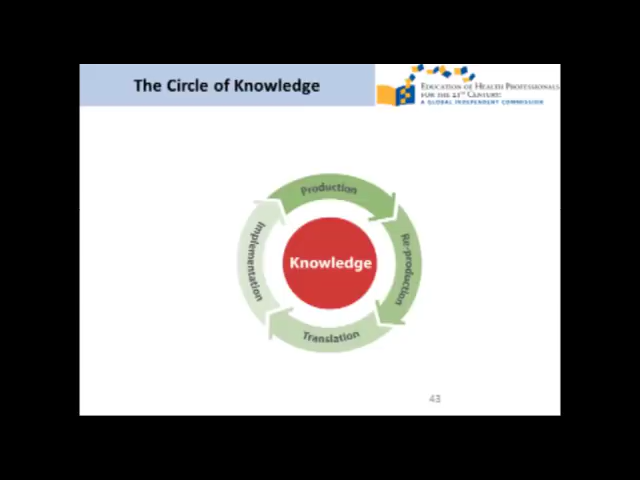 The Circle of Knowledge
EDUCATION OF HEALTH PROFESSIONALS
FOR THE 21ST CENTURY:
A GLOBAL INDEPENDENT COMMISSION
Production
Re-production
Translation
Implementation
Knowledge
43